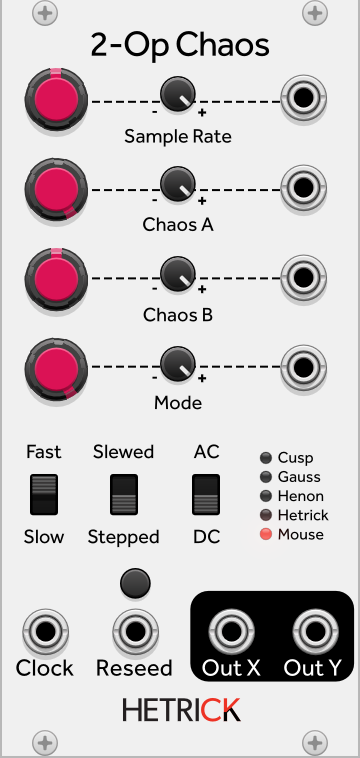 2-Op Chaos
- +
Sample Rate
- +
Chaos A
- +
Chaos B
- +
Mode
Fast Slewed AC
Slow Stepped DC
Cusp
Gauss
Henon
Hetrick
Mouse
Clock Reseed Out X Out Y
HETRICK